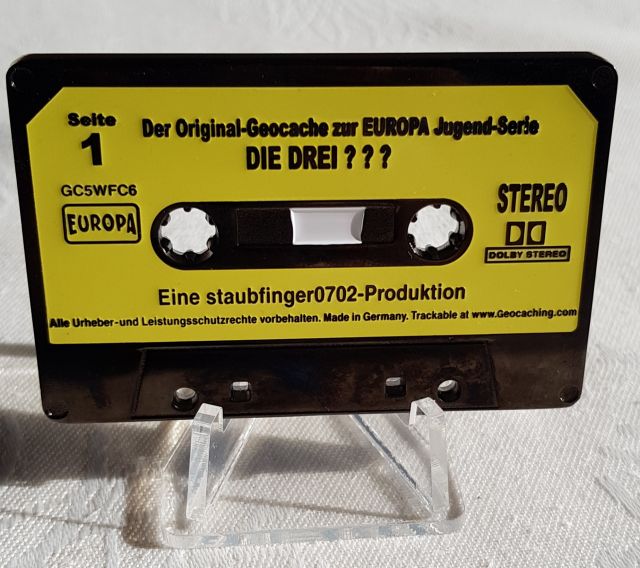 Seite
1
Der Original-Geocache zur EUROPA Jugend-Serie
DIE DREI ? ? ?
GC5WFC6
EUROPA
STEREO
DOLBY STEREO
Eine staubfinger0702-Produktion
Alle Urheber-und Leistungsschutzrechte vorbehalten. Made in Germany. Trackable at www.Geocaching.com